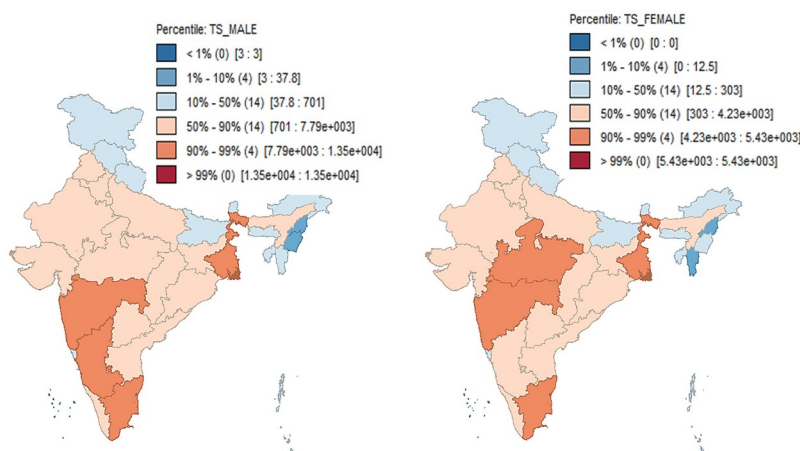 Percentile: TS_MALE
< 1% (0) [3 : 3]
1% - 10% (4) [3 : 37.8]
10% - 50% (14) [37.8 : 701]
50% - 90% (14) [701 : 7.79e+003]
90% - 99% (4) [7.79e+003 : 1.35e+004]
> 99% (0) [1.35e+004 : 1.35e+004]
Percentile: TS_FEMALE
< 1% (0) [0 : 0]
1% - 10% (4) [0 : 12.5]
10% - 50% (14) [12.5 : 303]
50% - 90% (14) [303 : 4.23e+003]
90% - 99% (4) [4.23e+003 : 5.43e+003]
> 99% (0) [5.43e+003 : 5.43e+003]